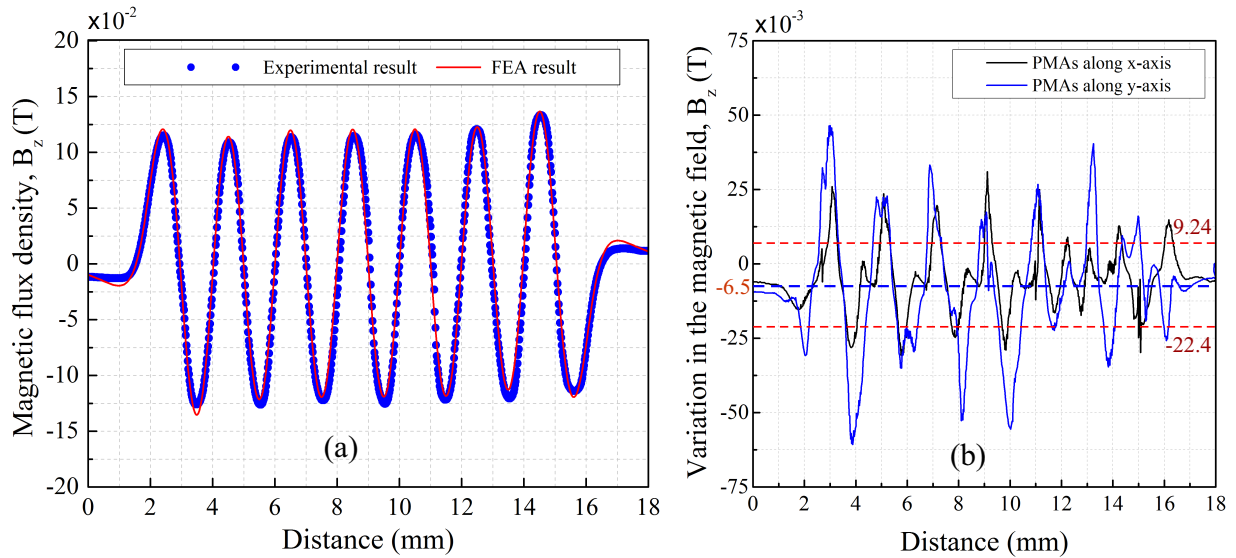 x10⁻²
20
15
10
5
0
-5
-10
-15
-20
Magnetic flux density, B_z (T)
Experimental result
FEA result
(a)
0 2 4 6 8 10 12 14 16 18
Distance (mm)
x10⁻³
75
50
25
0
-25
-50
-75
-6.5
Variation in the magnetic field, B_z (T)
PMAs along x-axis
PMAs along y-axis
9.24
-22.4
(b)
0 2 4 6 8 10 12 14 16 18
Distance (mm)